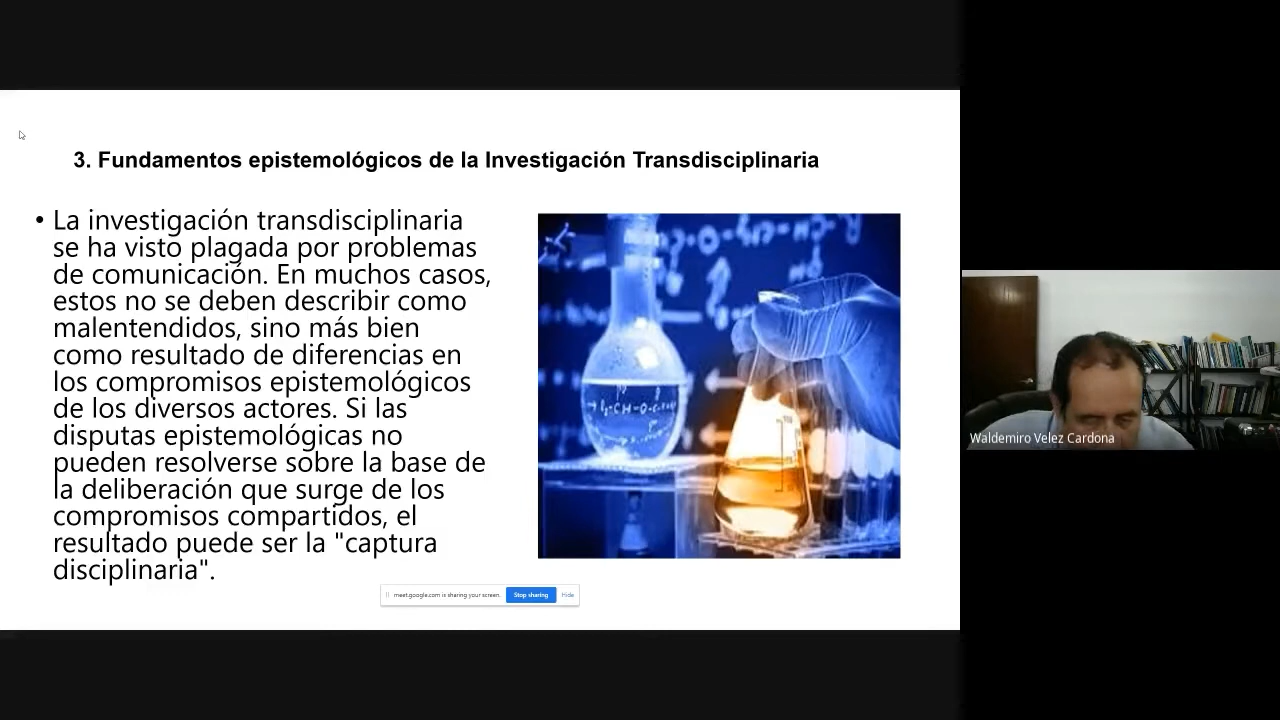 3. Fundamentos epistemológicos de la Investigación Transdisciplinaria
• La investigación transdisciplinaria
se ha visto plagada por problemas
de comunicación. En muchos casos,
estos no se deben describir como
malentendidos, sino más bien
como resultado de diferencias en
los compromisos epistemológicos
de los diversos actores. Si las
disputas epistemológicas no
pueden resolverse sobre la base de
la deliberación que surge de los
compromisos compartidos, el
resultado puede ser la "captura
disciplinaria".
meet.google.com is sharing your screen.
Stop sharing
Hide
Waldemiro Velez Cardona